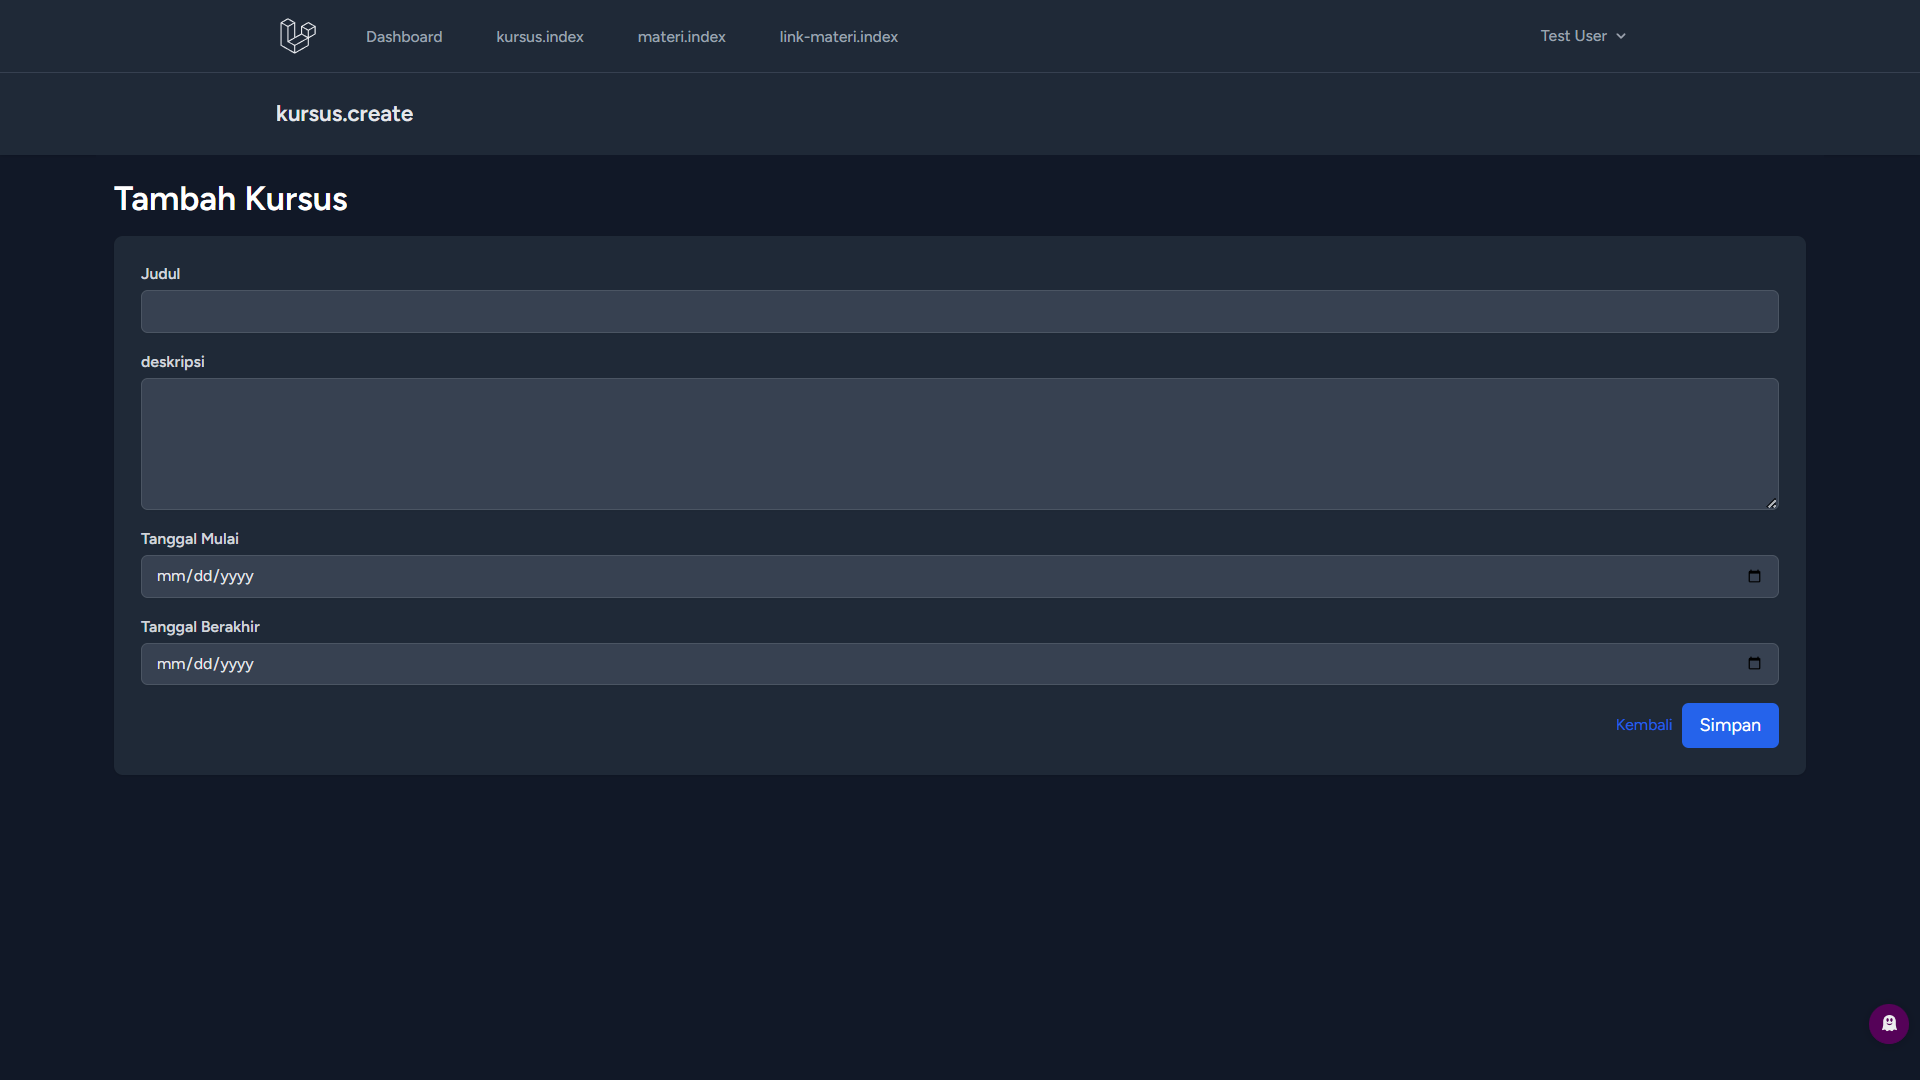 Dashboard kursus.index materi.index link-materi.index Test User
kursus.create
Tambah Kursus
Judul
deskripsi
Tanggal Mulai
mm/dd/yyyy
Tanggal Berakhir
mm/dd/yyyy
Kembali Simpan